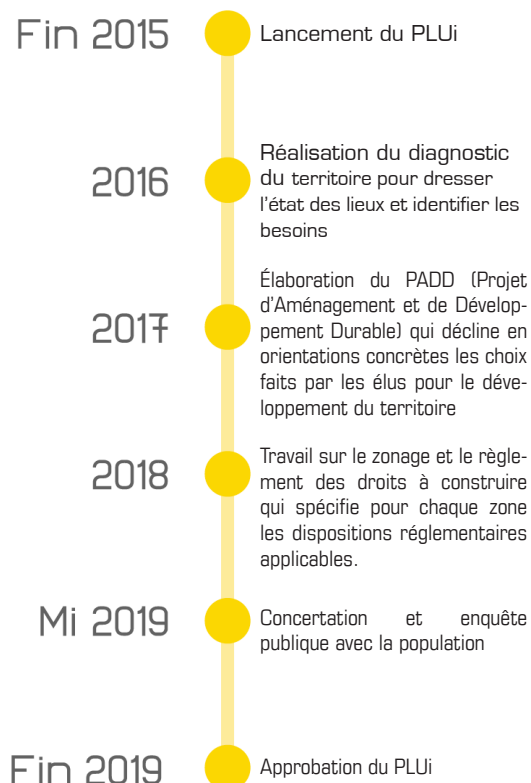 Fin 2015
Lancement du PLUi
2016
Réalisation du diagnostic
du territoire pour dresser
l'état des lieux et identifier les
besoins
2017
Élaboration du PADD (Projet
d'Aménagement et de Dévelop-
pement Durable) qui décline en
orientations concrètes les choix
faits par les élus pour le déve-
loppement du territoire
2018
Travail sur le zonage et le règle-
ment des droits à construire
qui spécifie pour chaque zone
les dispositions réglementaires
applicables.
Mi 2019
Concertation et enquête
publique avec la population
Fin 2019
Approbation du PLUi